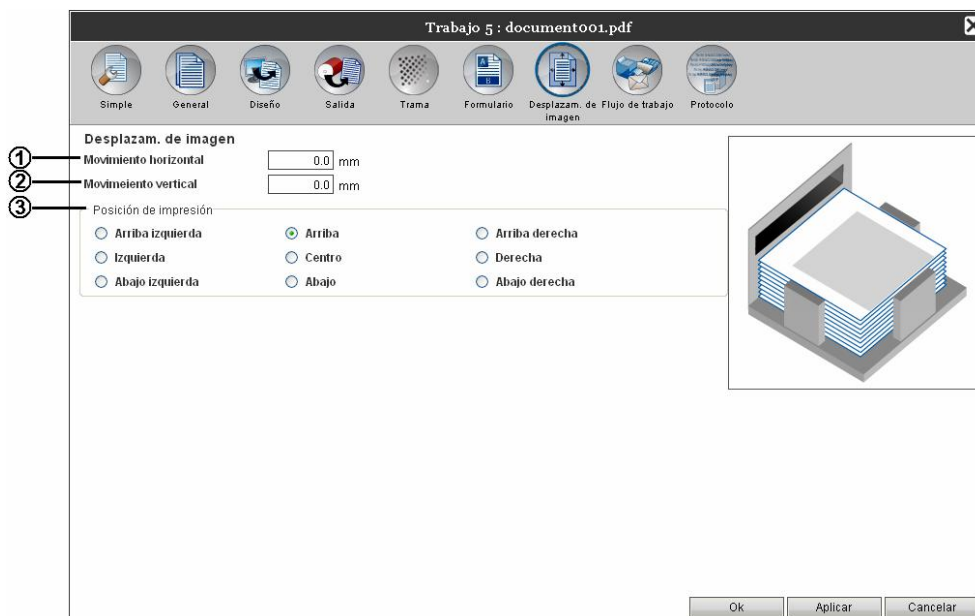 Trabajo 5 : document001.pdf
Simple General Diseño Salida Trama Formulario Desplazam. de imagen Flujo de trabajo Protocolo
Desplazam. de imagen
① Movimiento horizontal 0.0 mm
② Movimeiento vertical 0.0 mm
③ Posición de impresión
Arriba izquierda Arriba Arriba derecha
Izquierda Centro Derecha
Abajo izquierda Abajo Abajo derecha
Ok Aplicar Cancelar